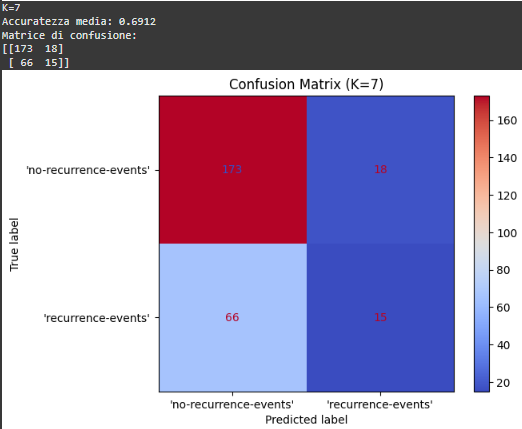 K=7
Accuratezza media: 0.6912
Matrice di confusione:
[[173 18]
[ 66 15]]
Confusion Matrix (K=7)
160
'no-recurrence-events'
173
18
140
120
True label
100
80
'recurrence-events'
66
15
60
40
20
'no-recurrence-events'
'recurrence-events'
Predicted label